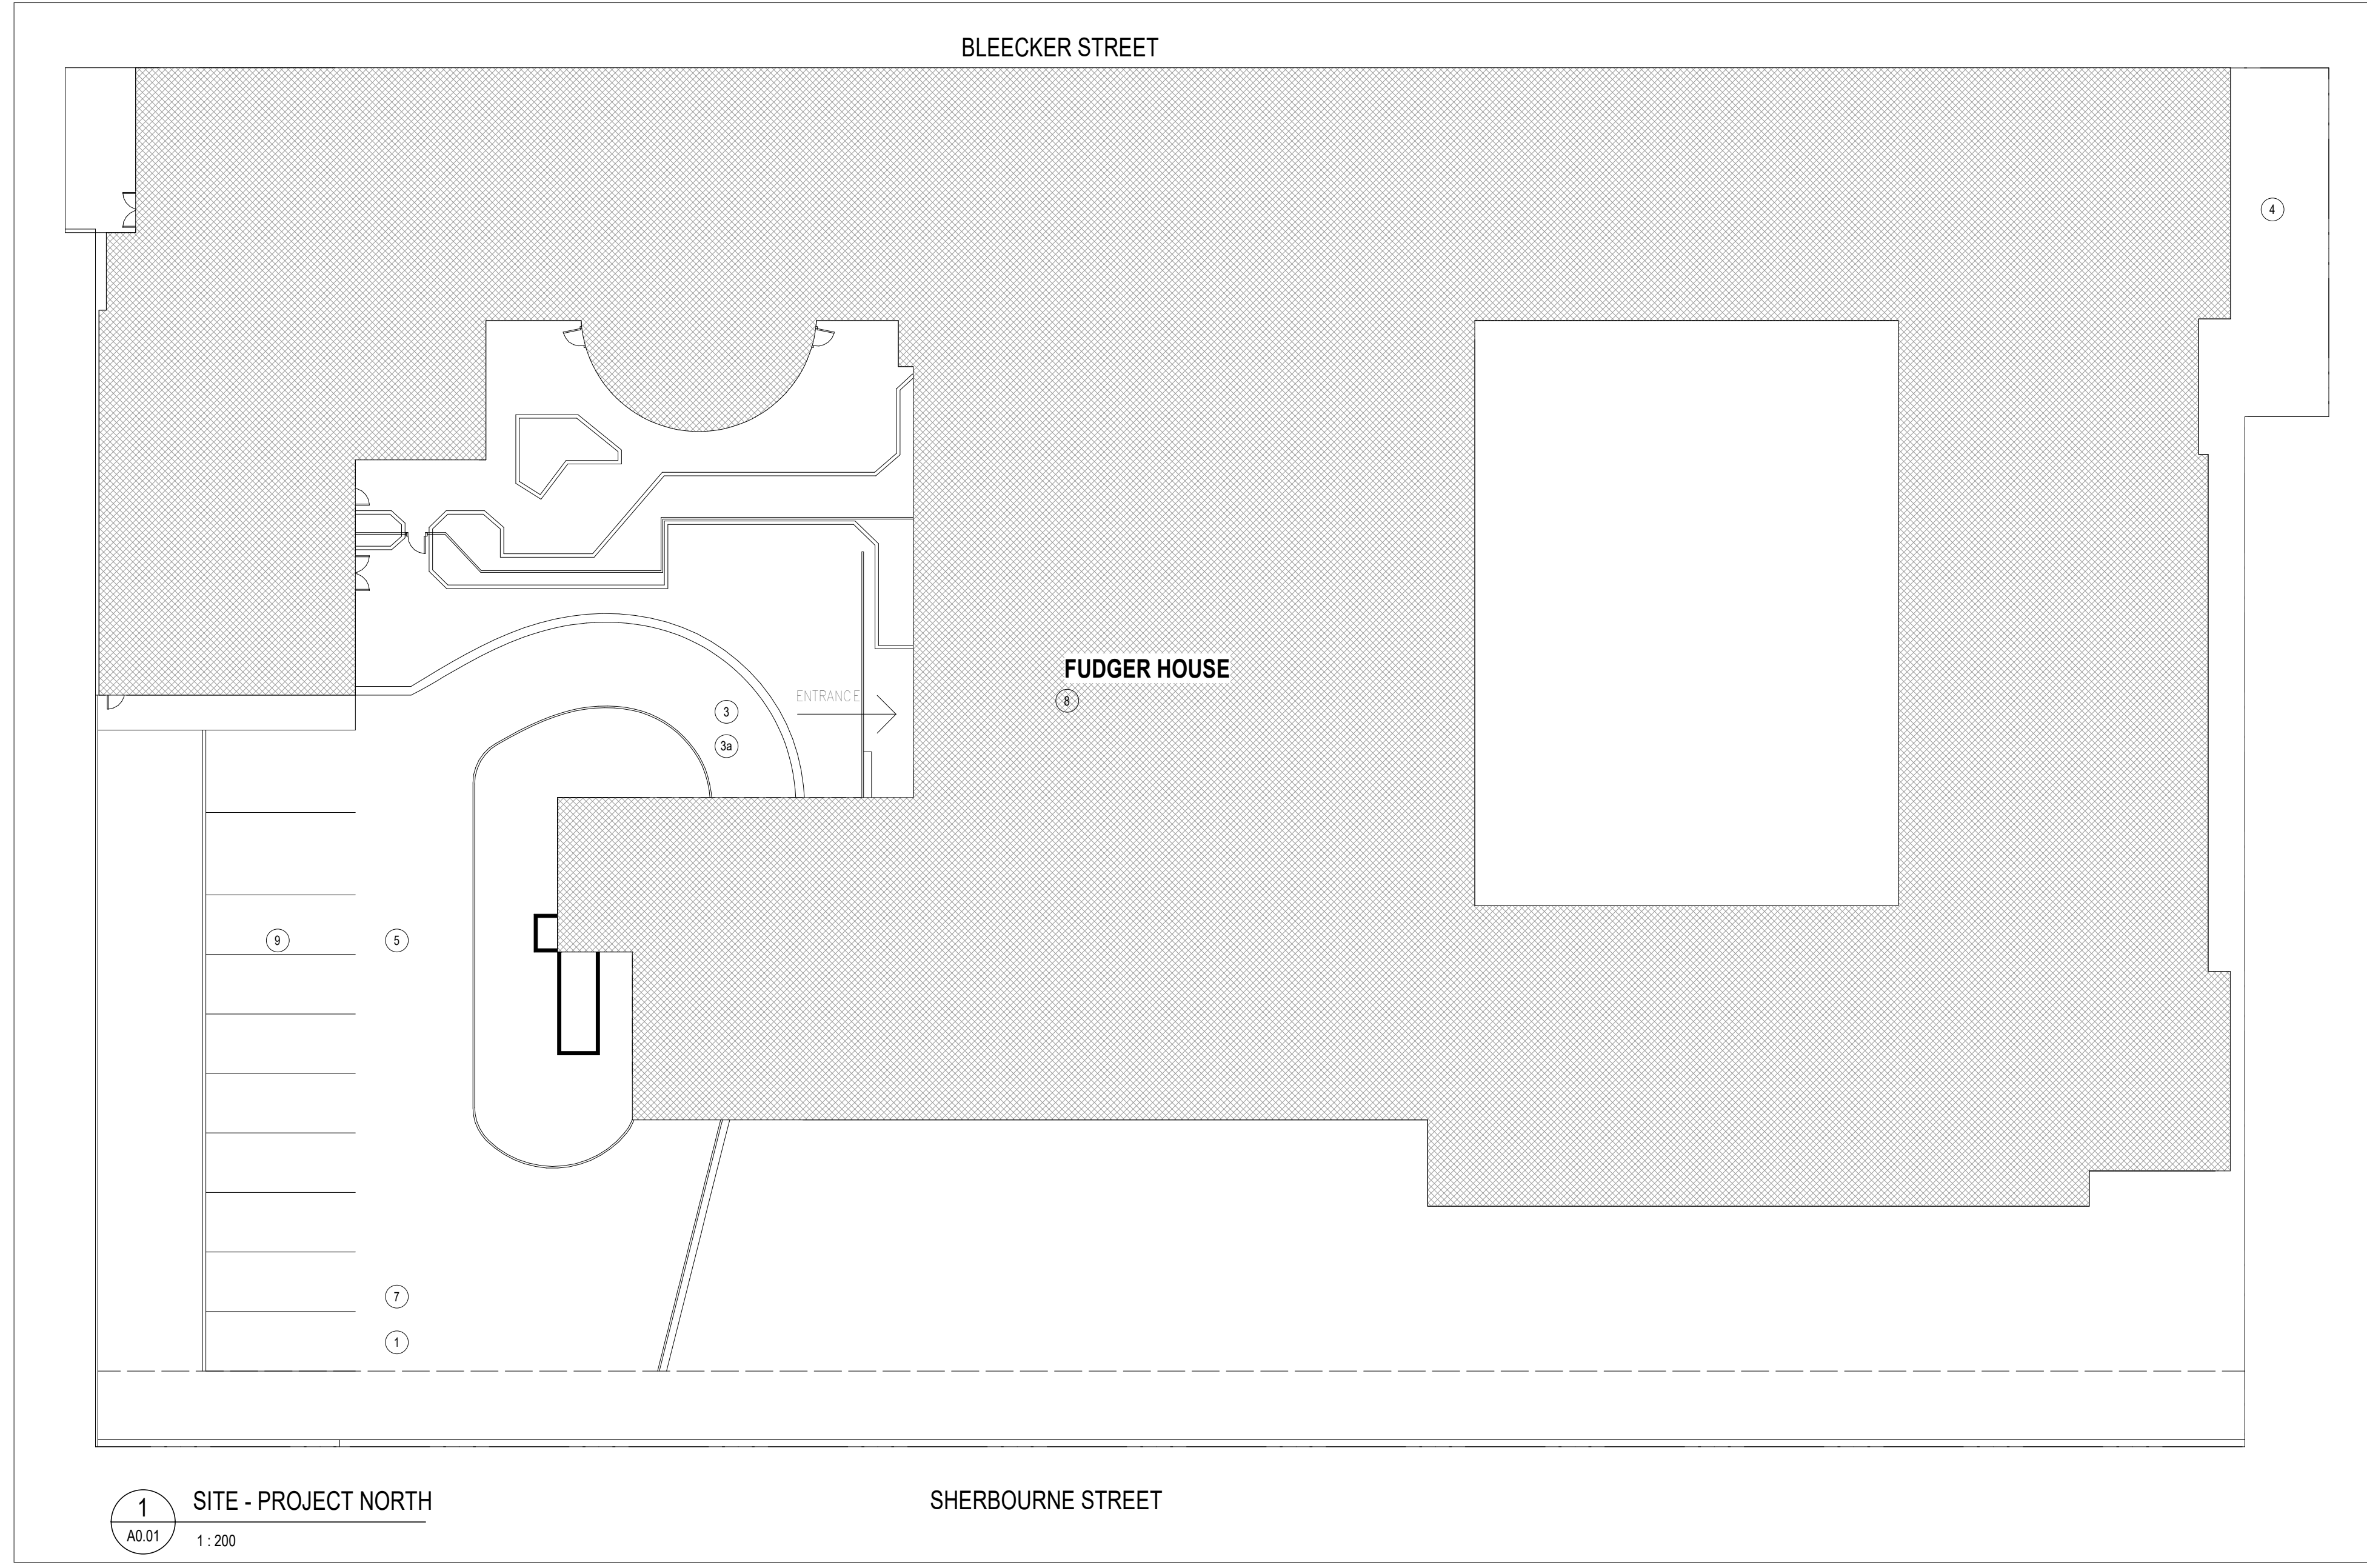 BLEECKER STREET
4
FUDGER HOUSE
8
ENTRANCE
3
3a
9
5
7
1
1
SITE - PROJECT NORTH
A0.01
1 : 200
SHERBOURNE STREET